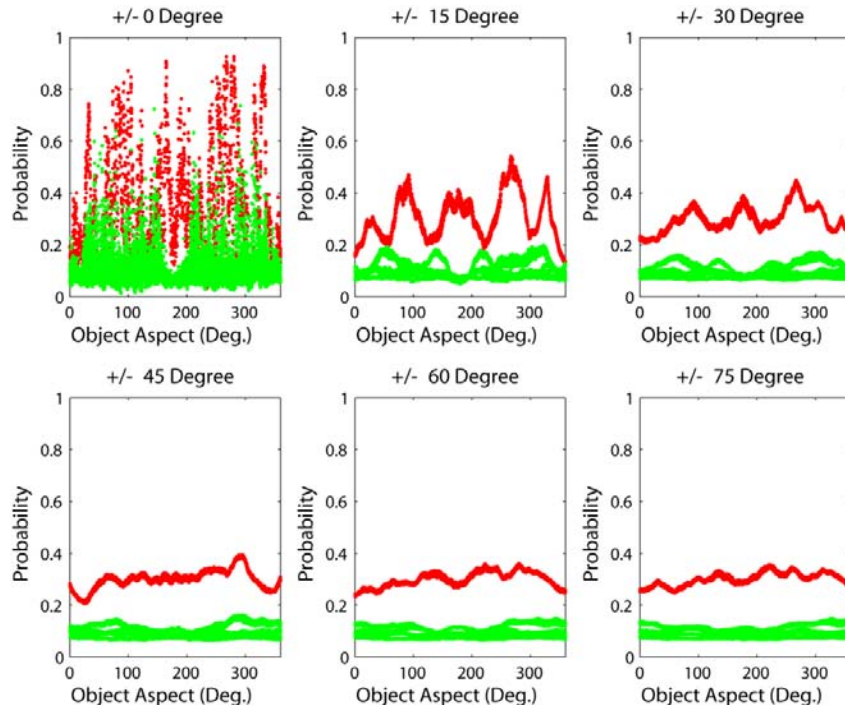 +/- 0 Degree
1
0.8
0.6
0.4
0.2
0
Probability
0 100 200 300
Object Aspect (Deg.)
+/- 15 Degree
1
0.8
0.6
0.4
0.2
0
Probability
0 100 200 300
Object Aspect (Deg.)
+/- 30 Degree
1
0.8
0.6
0.4
0.2
0
Probability
0 100 200 300
Object Aspect (Deg.)
+/- 45 Degree
1
0.8
0.6
0.4
0.2
0
Probability
0 100 200 300
Object Aspect (Deg.)
+/- 60 Degree
1
0.8
0.6
0.4
0.2
0
Probability
0 100 200 300
Object Aspect (Deg.)
+/- 75 Degree
1
0.8
0.6
0.4
0.2
0
Probability
0 100 200 300
Object Aspect (Deg.)